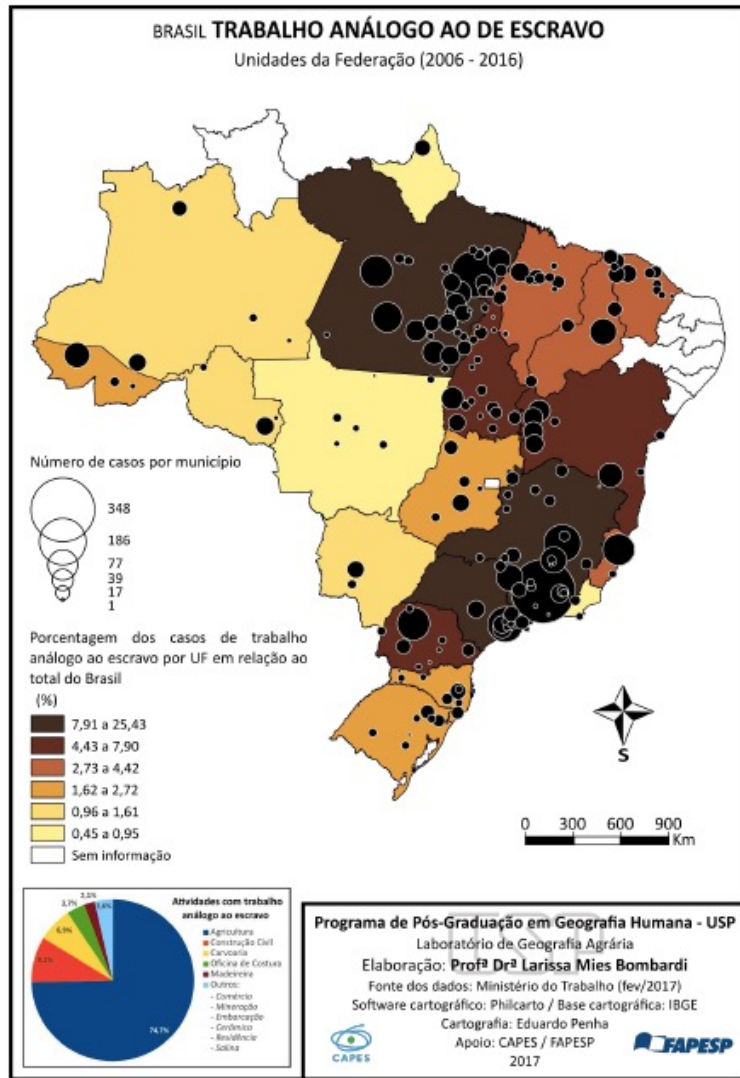 BRASIL TRABALHO ANÁLOGO AO DE ESCRAVO
Unidades da Federação (2006 - 2016)
Número de casos por município
348
186
77
39
17
1
Porcentagem dos casos de trabalho
análogo ao escravo por UF em relação ao
total do Brasil
(%)
7,91 a 25,43
4,43 a 7,90
2,73 a 4,42
1,62 a 2,72
0,96 a 1,61
0,45 a 0,95
Sem informação
S
0 300 600 900
Km
Atividades com trabalho
análogo ao escravo
Agricultura
Construção Civil
Carvoaria
Oficina de Costura
Madeireira
Outros:
- Comércio
- Mineração
- Embarcação
- Cerâmica
- Residência
- Salina
74,7%
6,9%
USP
Programa de Pós-Graduação em Geografia Humana - USP
Laboratório de Geografia Agrária
Elaboração: Profª Drª Larissa Mies Bombardi
Fonte dos dados: Ministério do Trabalho (fev/2017)
Software cartográfico: Philcarto / Base cartográfica: IBGE
Cartografia: Eduardo Penha
Apoio: CAPES / FAPESP
2017
CAPES
FAPESP